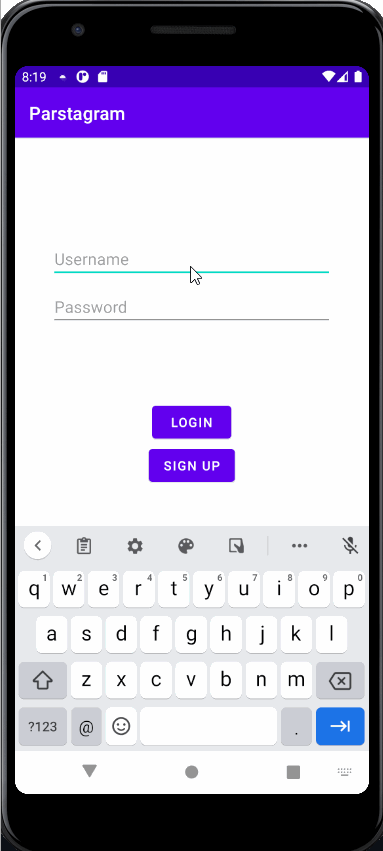 8:19
Parstagram
Username
Password
LOGIN
SIGN UP
q1 w2 e3 r4 t5 y6 u7 i8 o9 p0
a s d f g h j k l
z x c v b n m
?123 @ .